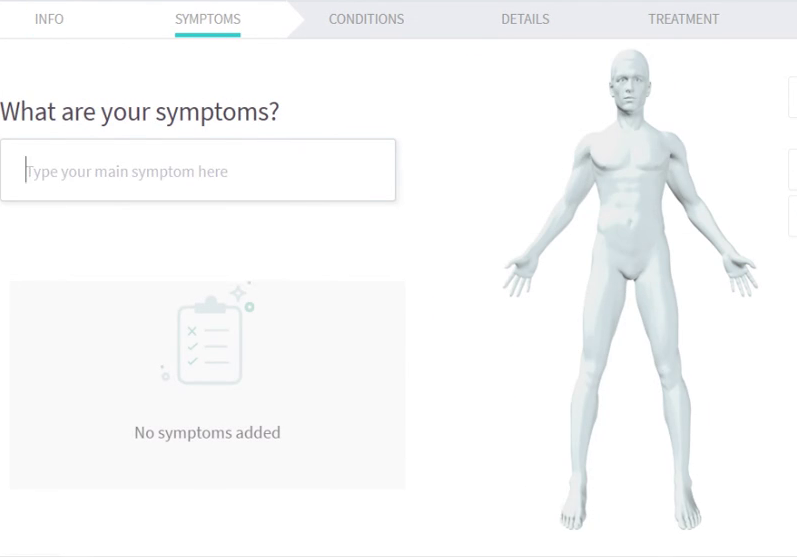 INFO
SYMPTOMS
CONDITIONS
DETAILS
TREATMENT
What are your symptoms?
Type your main symptom here
No symptoms added